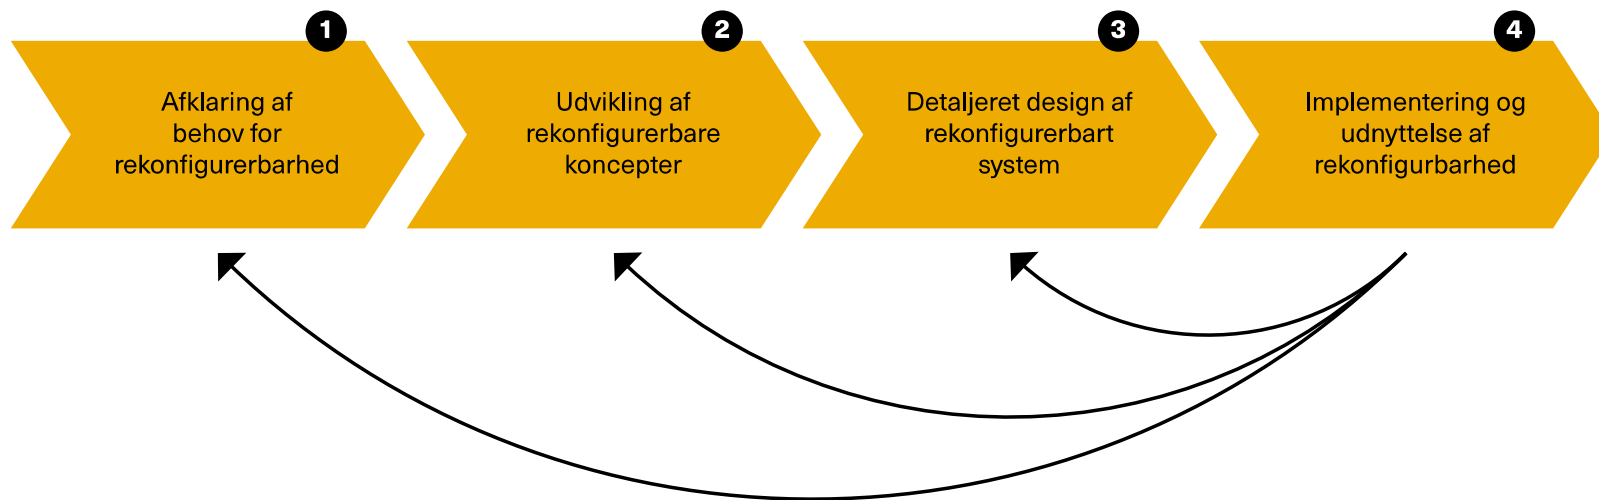 1
Afklaring af
behov for
rekonfigurerbarhed
2
Udvikling af
rekonfigurerbare
koncepter
3
Detaljeret design af
rekonfigurerbart
system
4
Implementering og
udnyttelse af
rekonfigurbarhed